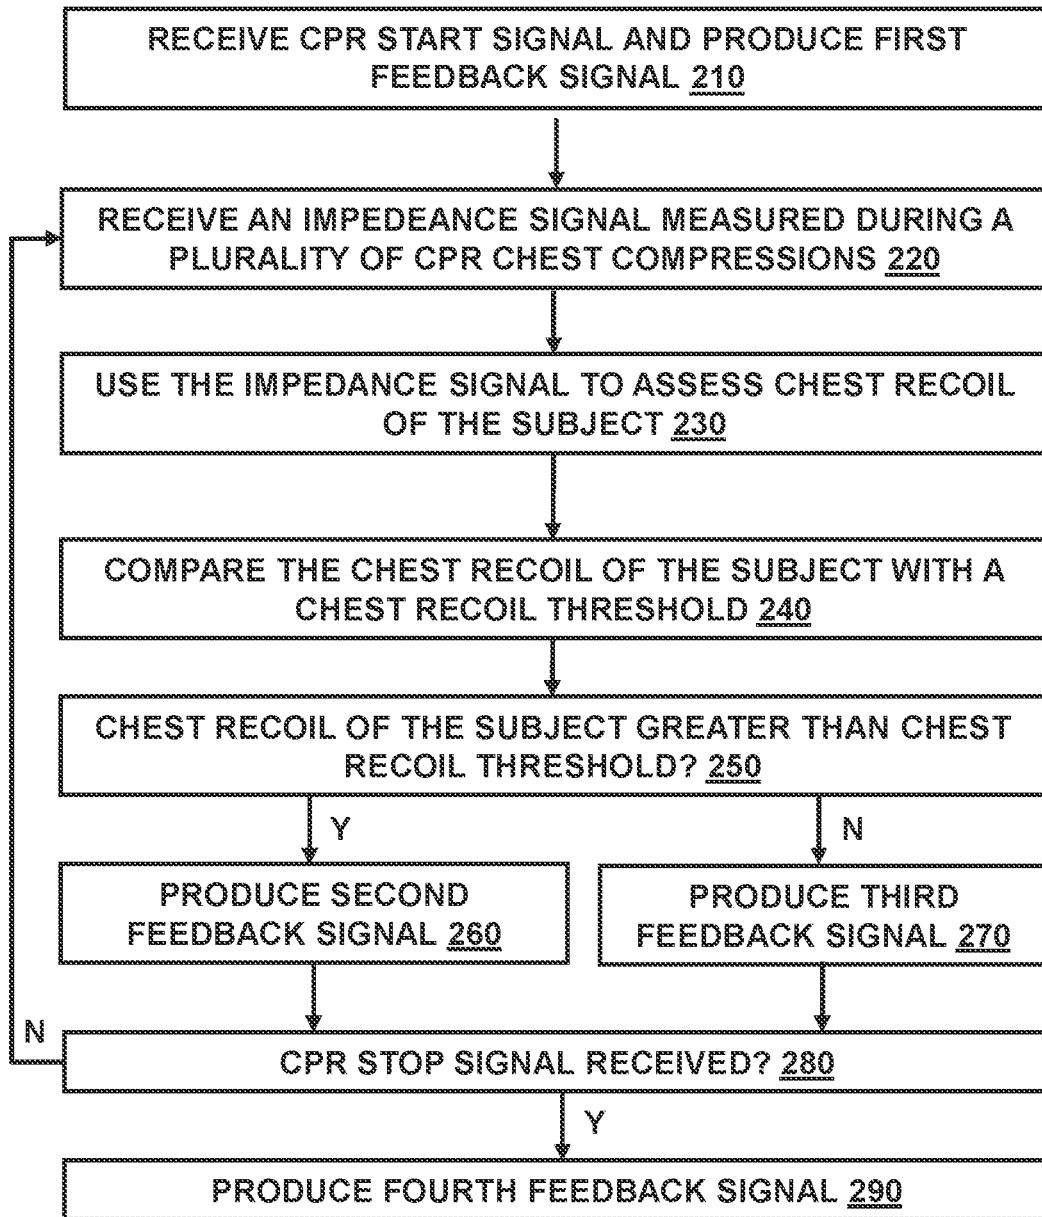 RECEIVE CPR START SIGNAL AND PRODUCE FIRST
FEEDBACK SIGNAL 210
RECEIVE AN IMPEDEANCE SIGNAL MEASURED DURING A
PLURALITY OF CPR CHEST COMPRESSIONS 220
USE THE IMPEDANCE SIGNAL TO ASSESS CHEST RECOIL
OF THE SUBJECT 230
COMPARE THE CHEST RECOIL OF THE SUBJECT WITH A
CHEST RECOIL THRESHOLD 240
CHEST RECOIL OF THE SUBJECT GREATER THAN CHEST
RECOIL THRESHOLD? 250
Y
N
PRODUCE SECOND
FEEDBACK SIGNAL 260
PRODUCE THIRD
FEEDBACK SIGNAL 270
N
CPR STOP SIGNAL RECEIVED? 280
Y
PRODUCE FOURTH FEEDBACK SIGNAL 290